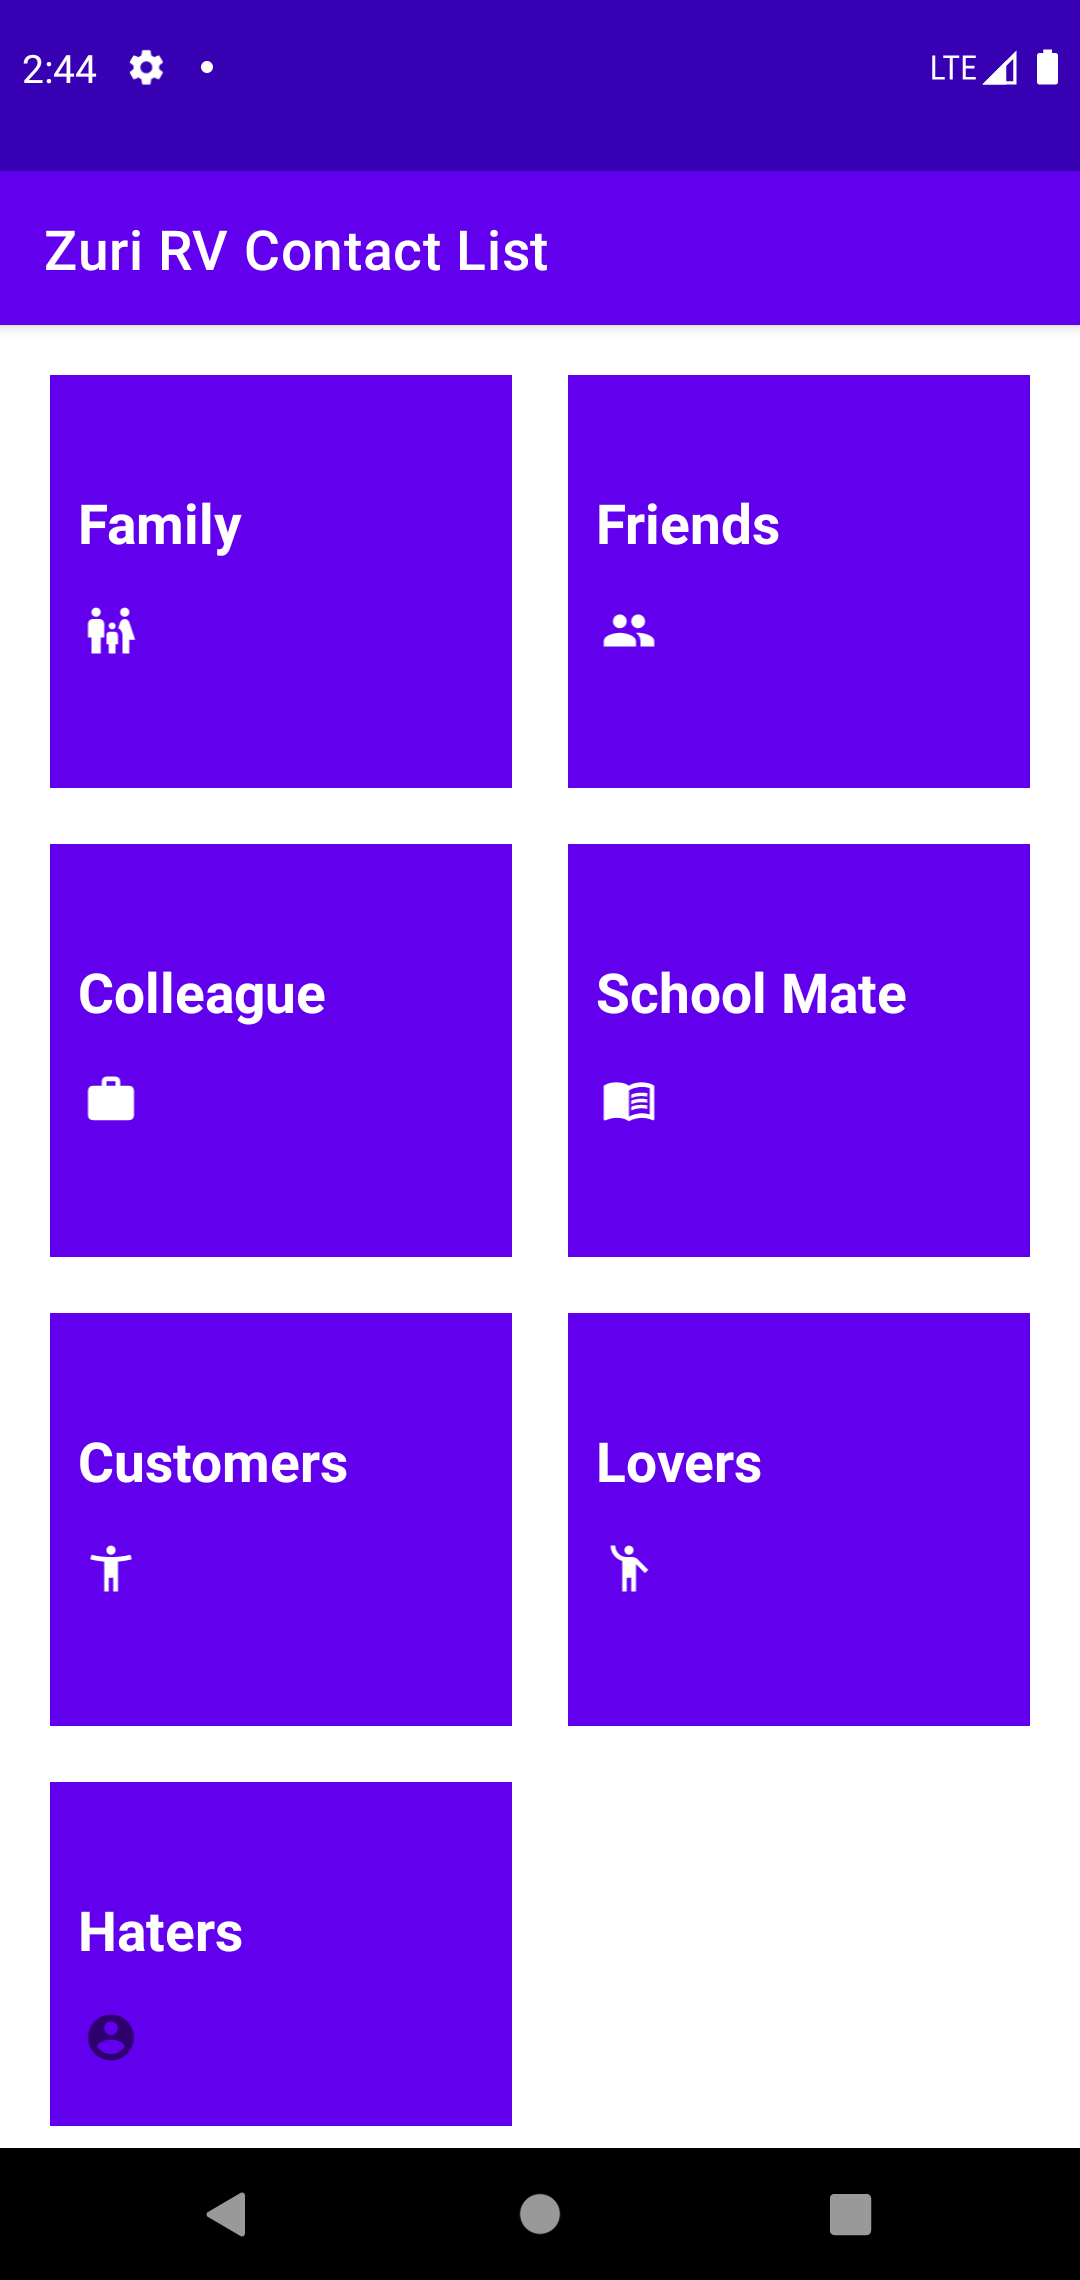 2:44 LTE
Zuri RV Contact List
Family Friends
Colleague School Mate
Customers Lovers
Haters